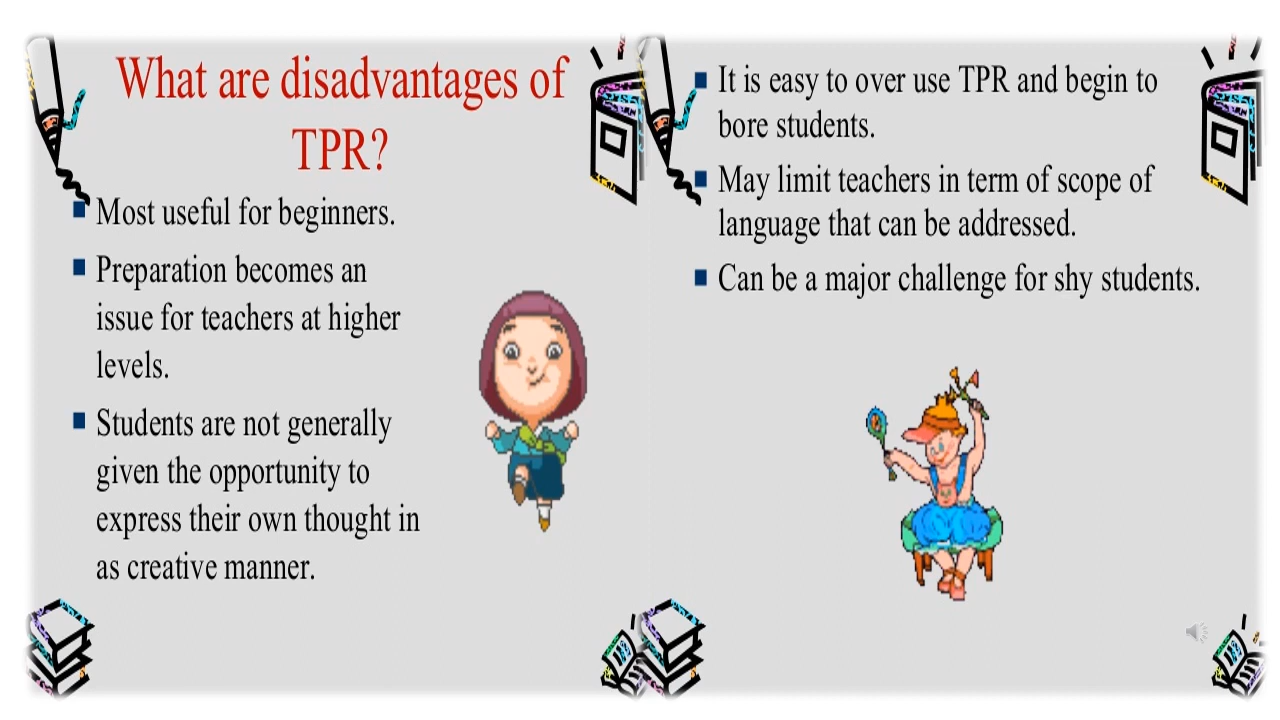 What are disadvantages of
TPR?
Most useful for beginners.
Preparation becomes an
issue for teachers at higher
levels.
Students are not generally
given the opportunity to
express their own thought in
as creative manner.
It is easy to over use TPR and begin to
bore students.
May limit teachers in term of scope of
language that can be addressed.
Can be a major challenge for shy students.